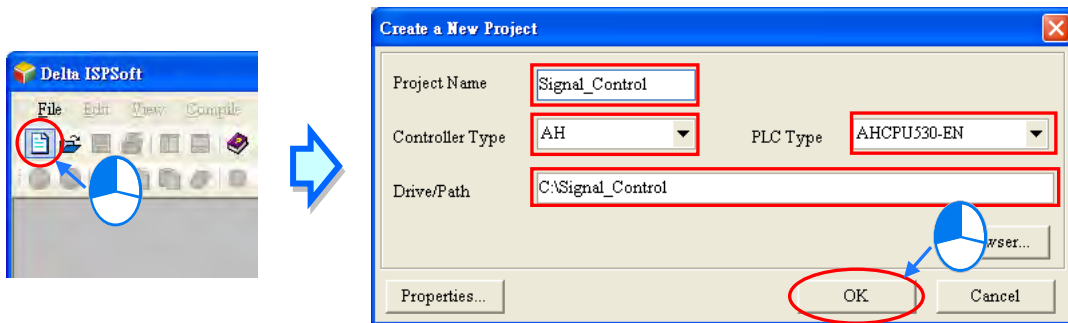 Delta ISPSoft
File Edit View Compile
Create a New Project
Project Name Signal_Control
Controller Type AH PLC Type AHCPU530-EN
Drive/Path C:\Signal_Control
Properties... OK Cancel